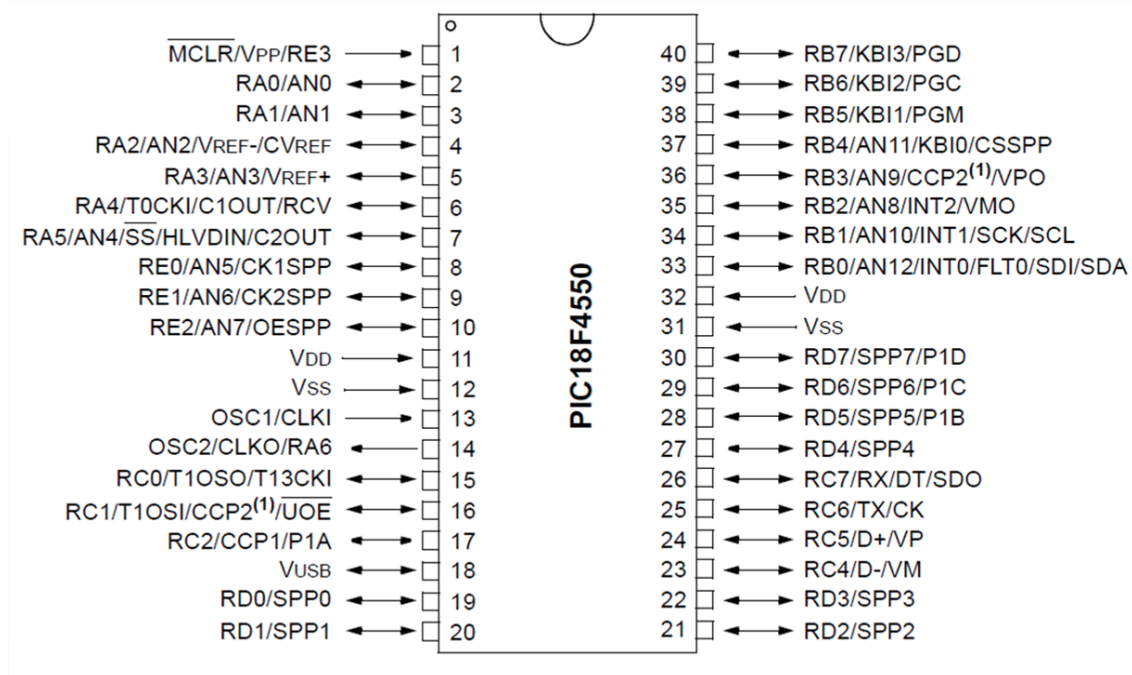 MCLR/VPP/RE3 1 40 RB7/KBI3/PGD
RA0/AN0 2 39 RB6/KBI2/PGC
RA1/AN1 3 38 RB5/KBI1/PGM
RA2/AN2/VREF-/CVREF 4 37 RB4/AN11/KBI0/CSSPP
RA3/AN3/VREF+ 5 36 RB3/AN9/CCP2(1)/VPO
RA4/T0CKI/C1OUT/RCV 6 35 RB2/AN8/INT2/VMO
RA5/AN4/SS/HLVDIN/C2OUT 7 34 RB1/AN10/INT1/SCK/SCL
RE0/AN5/CK1SPP 8 33 RB0/AN12/INT0/FLT0/SDI/SDA
RE1/AN6/CK2SPP 9 32 VDD
RE2/AN7/OESPP 10 31 VSS
VDD 11 30 RD7/SPP7/P1D
VSS 12 29 RD6/SPP6/P1C
OSC1/CLKI 13 28 RD5/SPP5/P1B
OSC2/CLKO/RA6 14 27 RD4/SPP4
RC0/T1OSO/T13CKI 15 26 RC7/RX/DT/SDO
RC1/T1OSI/CCP2(1)/UOE 16 25 RC6/TX/CK
RC2/CCP1/P1A 17 24 RC5/D+/VP
VUSB 18 23 RC4/D-/VM
RD0/SPP0 19 22 RD3/SPP3
RD1/SPP1 20 21 RD2/SPP2
PIC18F4550